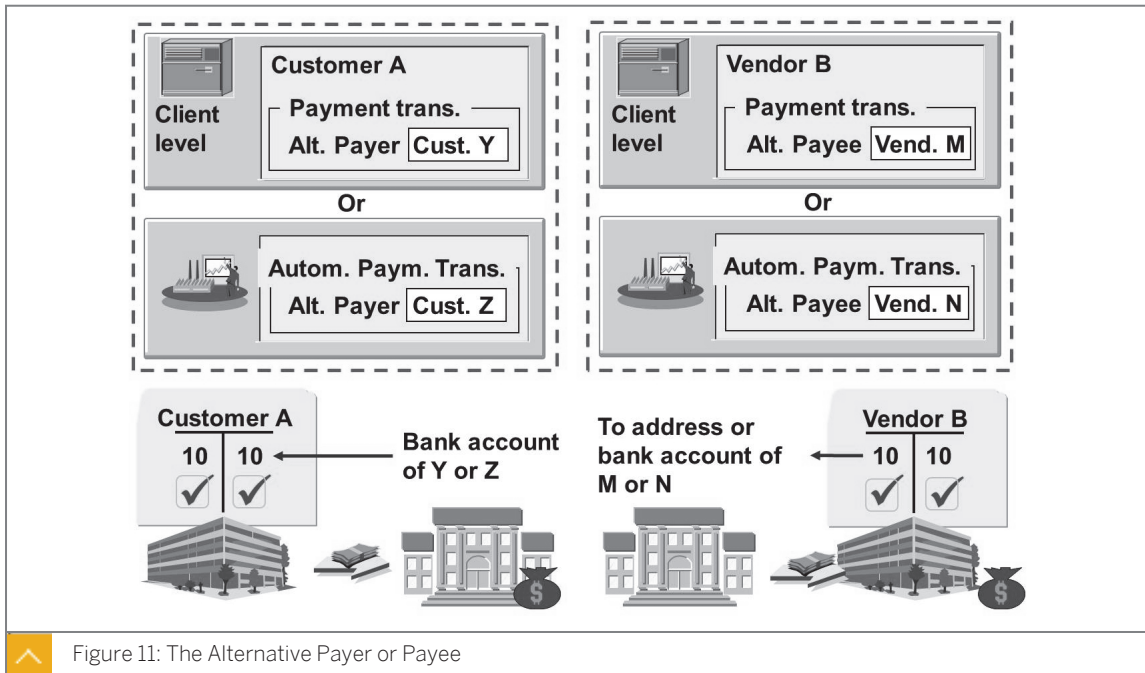 Customer A
Client
level
Payment trans.
Alt. Payer Cust. Y
Or
Autom. Paym. Trans.
Alt. Payer Cust. Z
Vendor B
Client
level
Payment trans.
Alt. Payee Vend. M
Or
Autom. Paym. Trans.
Alt. Payee Vend. N
Customer A
10 10
Bank account
of Y or Z
$
To address or
bank account of
M or N
Vendor B
10 10
$
Figure 11: The Alternative Payer or Payee